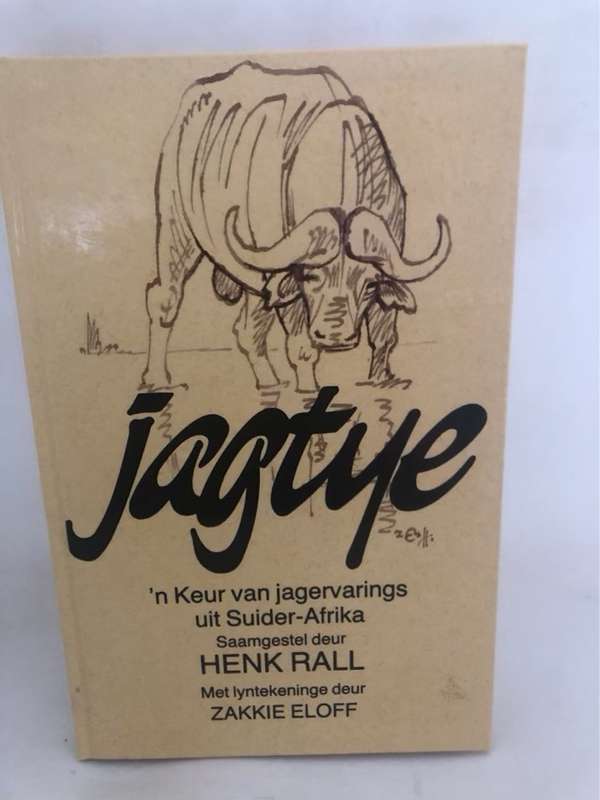 jagtye
'n Keur van jagervarings
uit Suider-Afrika
Saamgestel deur
HENK RALL
Met lyntekeninge deur
ZAKKIE ELOFF